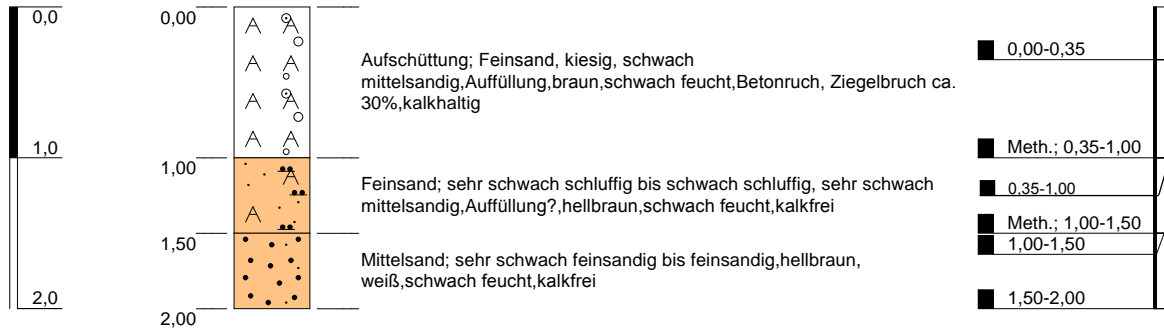 0,0
0,00
Aufschüttung; Feinsand, kiesig, schwach
mittelsandig,Auffüllung,braun,schwach feucht,Betonruch, Ziegelbruch ca.
30%,kalkhaltig
0,00-0,35
1,0
1,00
Meth.; 0,35-1,00
Feinsand; sehr schwach schluffig bis schwach schluffig, sehr schwach
mittelsandig,Auffüllung?,hellbraun,schwach feucht,kalkfrei
0,35-1,00
Meth.; 1,00-1,50
1,50
1,00-1,50
Mittelsand; sehr schwach feinsandig bis feinsandig,hellbraun,
weiß,schwach feucht,kalkfrei
2,0
2,00
1,50-2,00